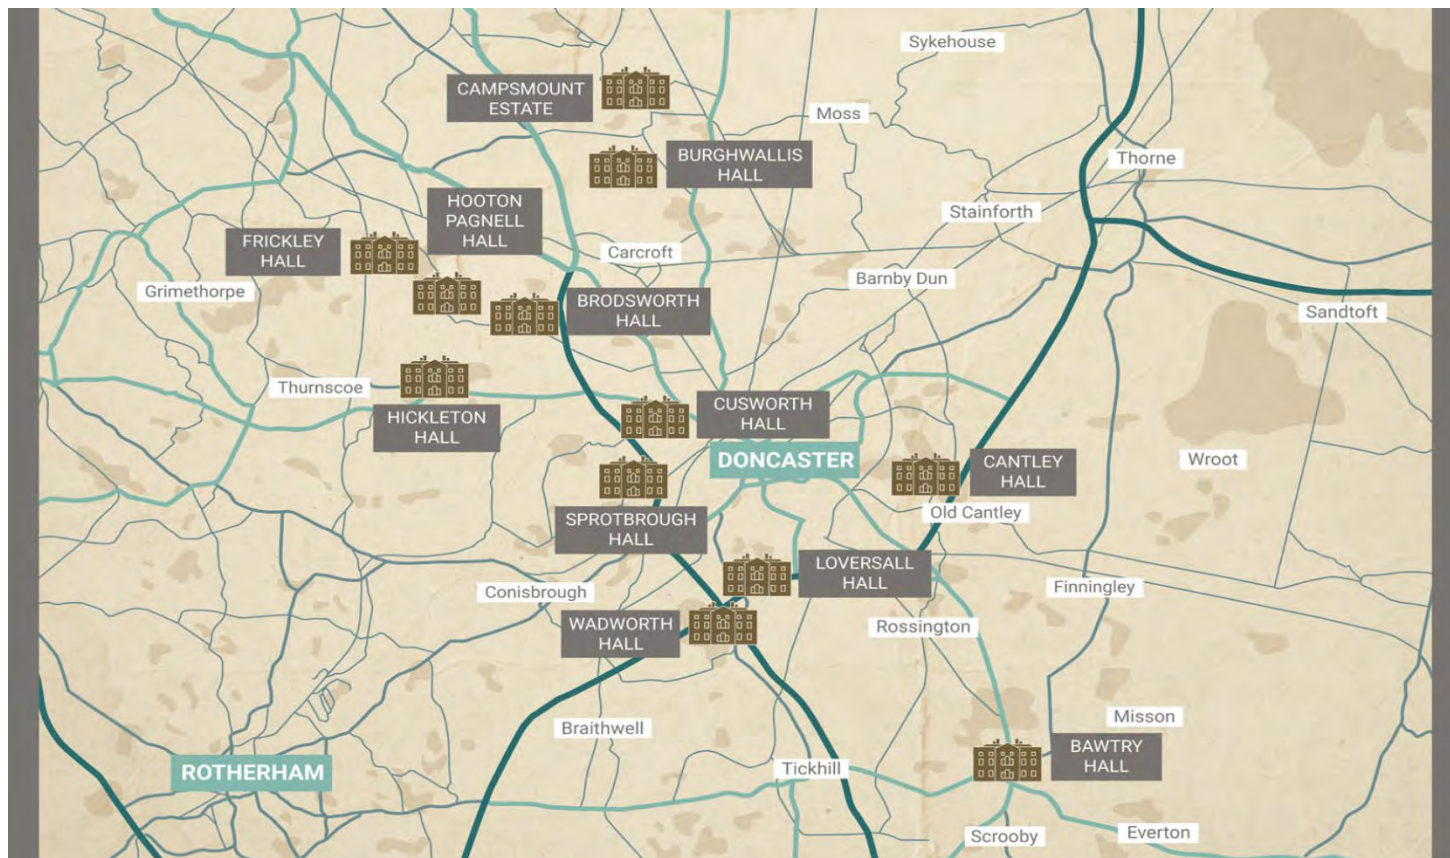 Sykehouse
CAMPSMOUNT
ESTATE
Moss
BURGHWALLIS
HALL
Thorne
HOOTON
PAGNELL
HALL
Stainforth
FRICKLEY
HALL
Carcroft
Barnby Dun
Grimethorpe
BRODSWORTH
HALL
Sandtoft
Thurnscoe
HICKLETON
HALL
CUSWORTH
HALL
DONCASTER
CANTLEY
HALL
Wroot
Old Cantley
SPROTBROUGH
HALL
LOVERSALL
HALL
Conisbrough
Finningley
WADWORTH
HALL
Rossington
Braithwell
Misson
BAWTRY
HALL
ROTHERHAM
Tickhill
Scrooby
Everton